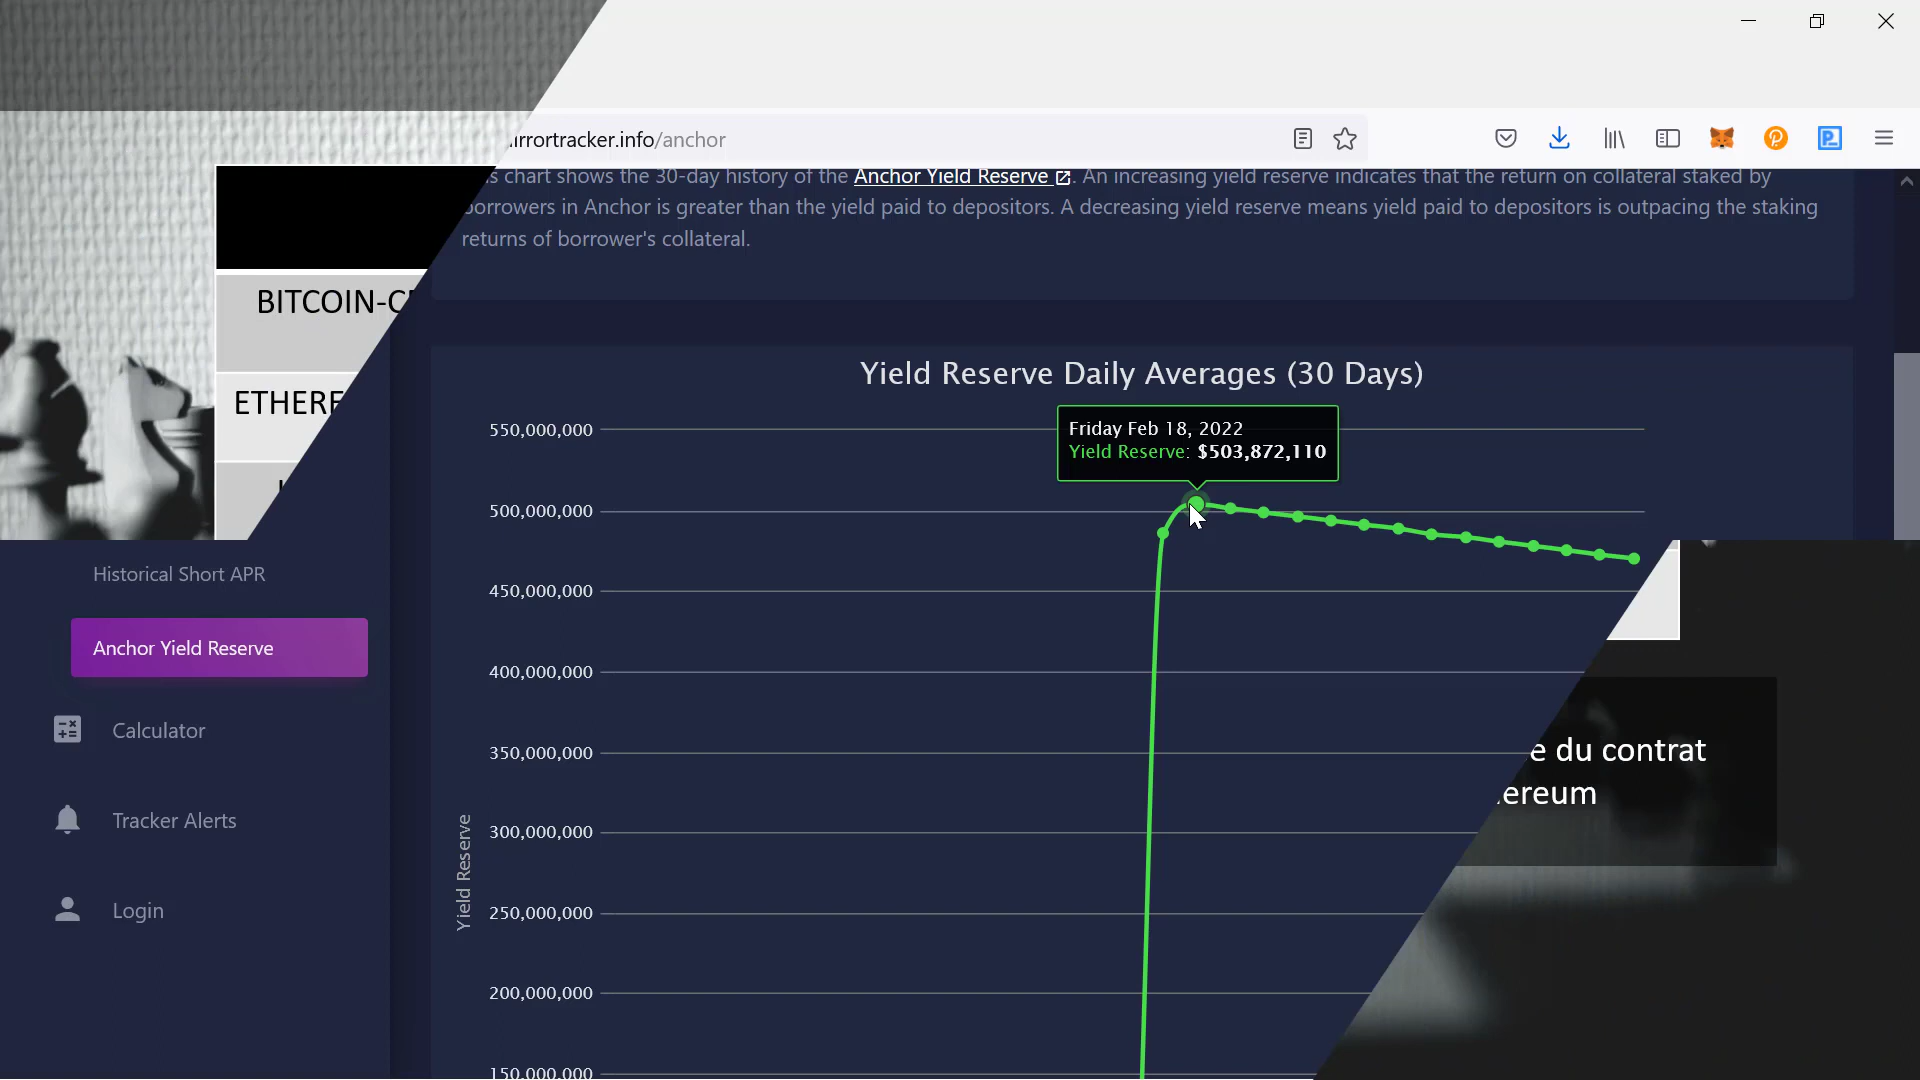 irrortracker.info/anchor
s chart shows the 30-day history of the Anchor Yield Reserve. An increasing yield reserve indicates that the return on collateral staked by
borrowers in Anchor is greater than the yield paid to depositors. A decreasing yield reserve means yield paid to depositors is outpacing the staking
returns of borrower's collateral.
BITCOIN-C
ETHERE
Yield Reserve Daily Averages (30 Days)
Friday Feb 18, 2022
Yield Reserve: $503,872,110
550,000,000
500,000,000
450,000,000
400,000,000
350,000,000
300,000,000
250,000,000
200,000,000
150,000,000
Yield Reserve
Historical Short APR
Anchor Yield Reserve
Calculator
Tracker Alerts
Login
e du contrat
ereum